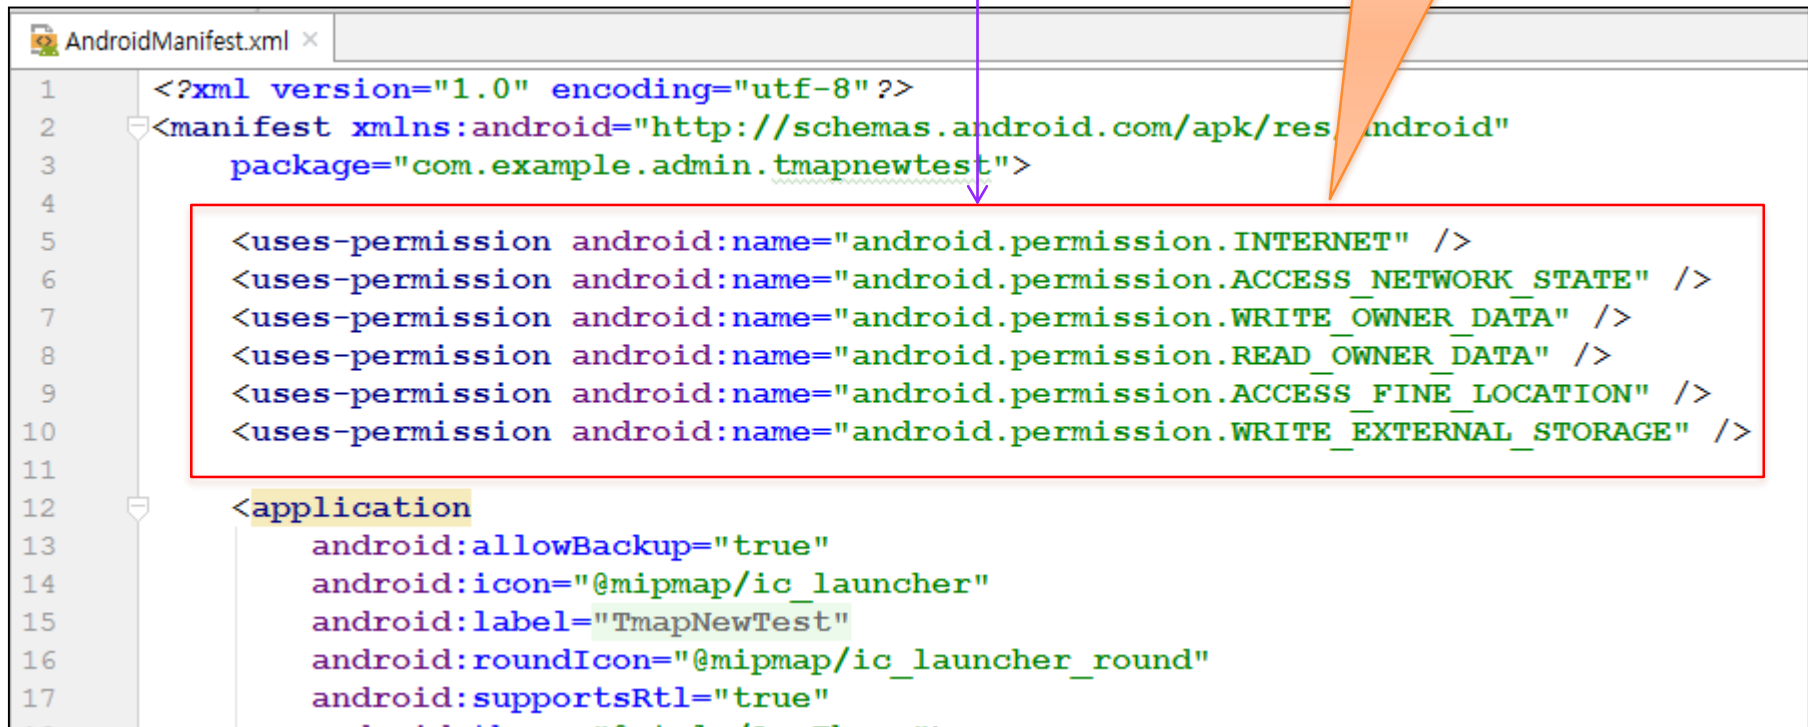 AndroidManifest.xml
1 <?xml version="1.0" encoding="utf-8"?>
2 <manifest xmlns:android="http://schemas.android.com/apk/res/android"
3 package="com.example.admin.tmapnewtest">
4
5 <uses-permission android:name="android.permission.INTERNET" />
6 <uses-permission android:name="android.permission.ACCESS_NETWORK_STATE" />
7 <uses-permission android:name="android.permission.WRITE_OWNER_DATA" />
8 <uses-permission android:name="android.permission.READ_OWNER_DATA" />
9 <uses-permission android:name="android.permission.ACCESS_FINE_LOCATION" />
10 <uses-permission android:name="android.permission.WRITE_EXTERNAL_STORAGE" />
11
12 <application
13 android:allowBackup="true"
14 android:icon="@mipmap/ic_launcher"
15 android:label="TmapNewTest"
16 android:roundIcon="@mipmap/ic_launcher_round"
17 android:supportsRtl="true"